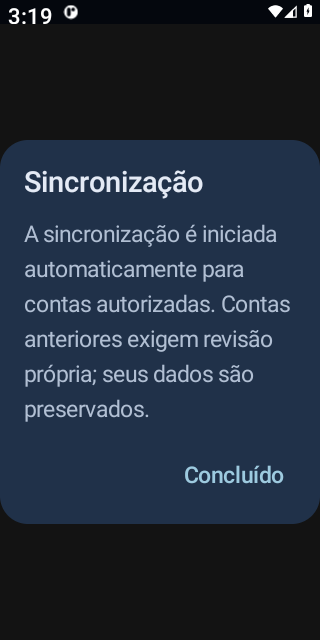 3:19
Sincronização
A sincronização é iniciada
automaticamente para
contas autorizadas. Contas
anteriores exigem revisão
própria; seus dados são
preservados.
Concluído